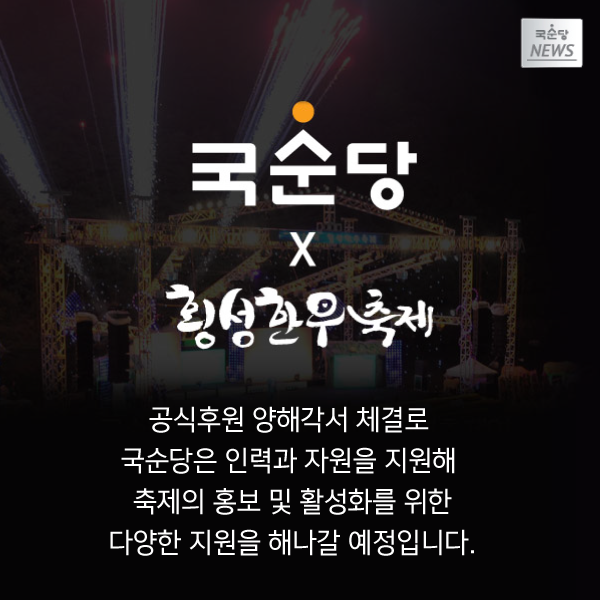 국순당
NEWS
국순당
X
횡성한우축제
공식후원 양해각서 체결로
국순당은 인력과 자원을 지원해
축제의 홍보 및 활성화를 위한
다양한 지원을 해나갈 예정입니다.